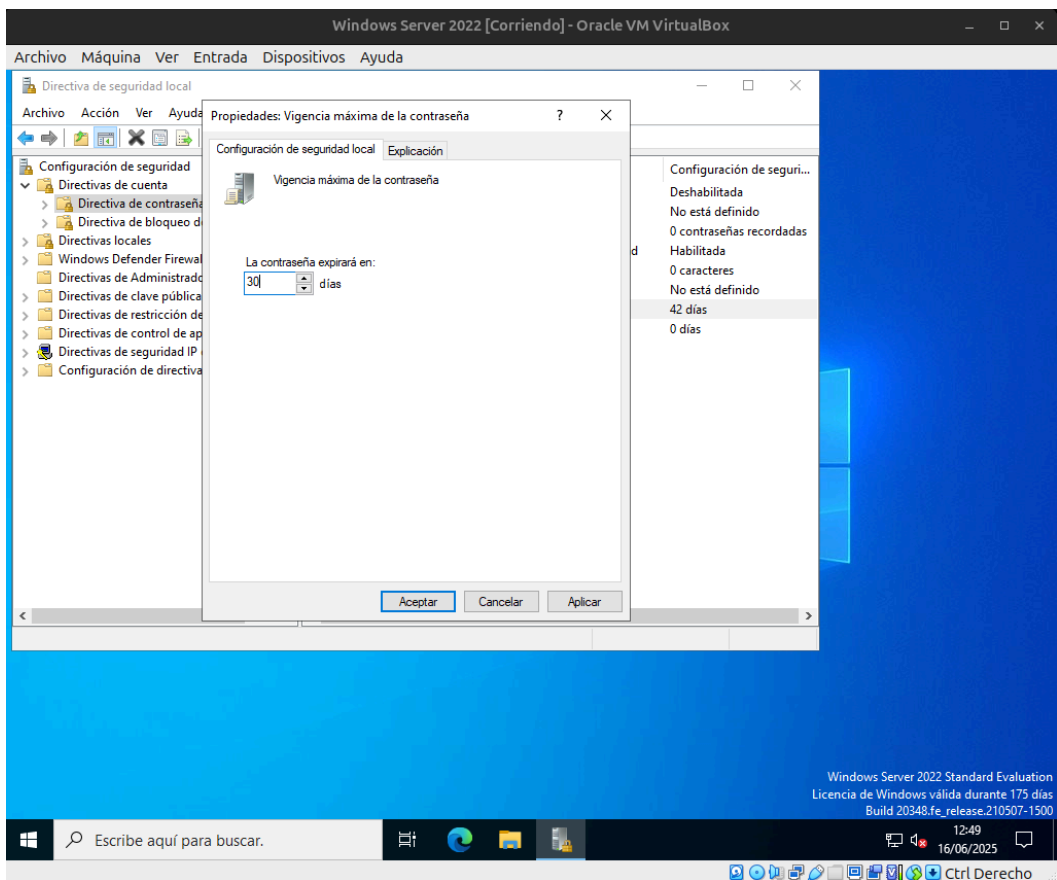 Windows Server 2022 [Corriendo] - Oracle VM VirtualBox
Archivo Máquina Ver Entrada Dispositivos Ayuda
Directiva de seguridad local
Archivo Acción Ver Ayuda
Propiedades: Vigencia máxima de la contraseña ?
Configuración de seguridad local Explicación
Vigencia máxima de la contraseña
La contraseña expirará en:
30 días
Aceptar Cancelar Aplicar
Configuración de seguridad
Directivas de cuenta
Directiva de contraseña
Directiva de bloqueo d
Directivas locales
Windows Defender Firewal
Directivas de Administrado
Directivas de clave pública
Directivas de restricción de
Directivas de control de ap
Directivas de seguridad IP
Configuración de directiva
Configuración de seguri...
Deshabilitada
No está definido
0 contraseñas recordadas
Habilitada
0 caracteres
No está definido
42 días
0 días
Windows Server 2022 Standard Evaluation
Licencia de Windows válida durante 175 días
Build 20348.fe_release.210507-1500
Escribe aquí para buscar.
12:49
16/06/2025
Ctrl Derecho